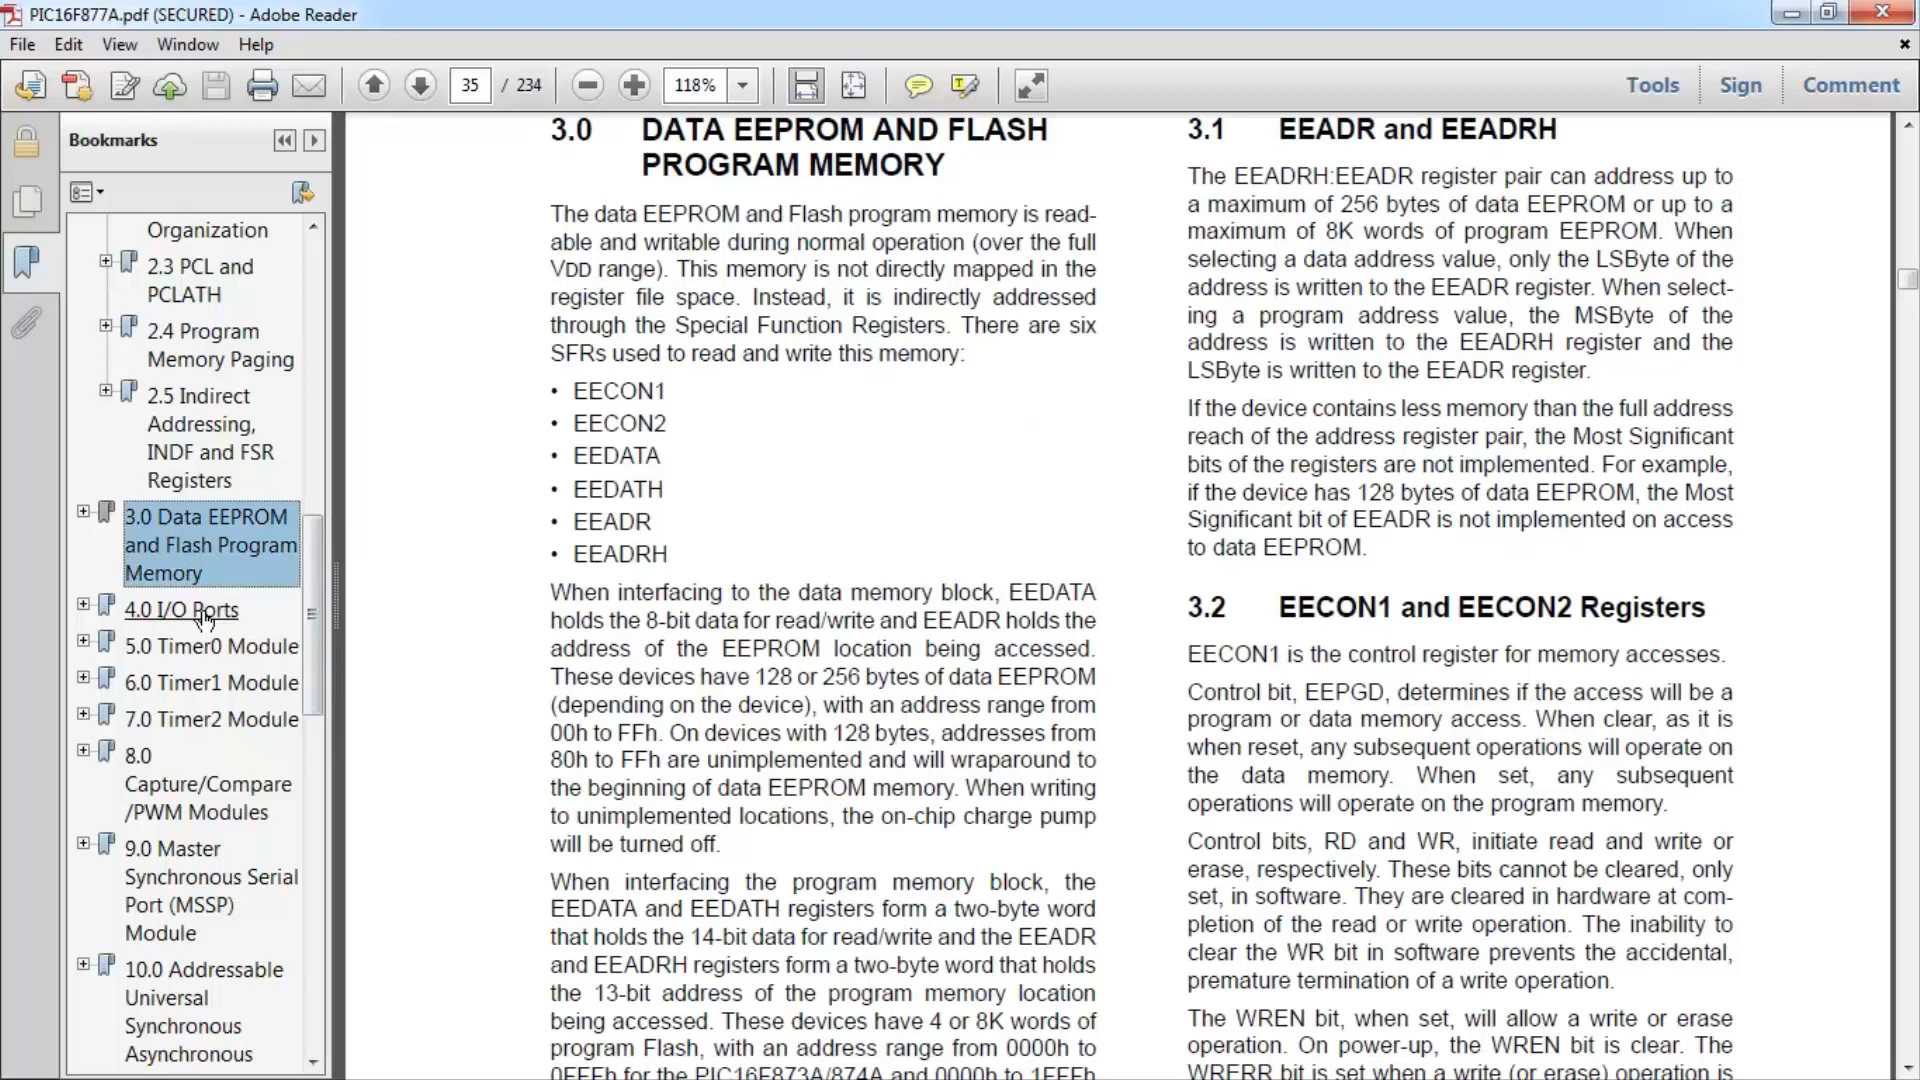 PIC16F877A.pdf (SECURED) - Adobe Reader
File Edit View Window Help
35 / 234 118% Tools Sign Comment
Bookmarks
Organization
2.3 PCL and
PCLATH
2.4 Program
Memory Paging
2.5 Indirect
Addressing,
INDF and FSR
Registers
3.0 Data EEPROM
and Flash Program
Memory
4.0 I/O Ports
5.0 Timer0 Module
6.0 Timer1 Module
7.0 Timer2 Module
8.0
Capture/Compare
/PWM Modules
9.0 Master
Synchronous Serial
Port (MSSP)
Module
10.0 Addressable
Universal
Synchronous
Asynchronous
3.0 DATA EEPROM AND FLASH
PROGRAM MEMORY
The data EEPROM and Flash program memory is read-
able and writable during normal operation (over the full
VDD range). This memory is not directly mapped in the
register file space. Instead, it is indirectly addressed
through the Special Function Registers. There are six
SFRs used to read and write this memory:
• EECON1
• EECON2
• EEDATA
• EEDATH
• EEADR
• EEADRH
When interfacing to the data memory block, EEDATA
holds the 8-bit data for read/write and EEADR holds the
address of the EEPROM location being accessed.
These devices have 128 or 256 bytes of data EEPROM
(depending on the device), with an address range from
00h to FFh. On devices with 128 bytes, addresses from
80h to FFh are unimplemented and will wraparound to
the beginning of data EEPROM memory. When writing
to unimplemented locations, the on-chip charge pump
will be turned off.
When interfacing the program memory block, the
EEDATA and EEDATH registers form a two-byte word
that holds the 14-bit data for read/write and the EEADR
and EEADRH registers form a two-byte word that holds
the 13-bit address of the program memory location
being accessed. These devices have 4 or 8K words of
program Flash, with an address range from 0000h to
0FFFh for the PIC16F873A/874A and 0000h to 1FFFh
3.1 EEADR and EEADRH
The EEADRH:EEADR register pair can address up to
a maximum of 256 bytes of data EEPROM or up to a
maximum of 8K words of program EEPROM. When
selecting a data address value, only the LSByte of the
address is written to the EEADR register. When select-
ing a program address value, the MSByte of the
address is written to the EEADRH register and the
LSByte is written to the EEADR register.
If the device contains less memory than the full address
reach of the address register pair, the Most Significant
bits of the registers are not implemented. For example,
if the device has 128 bytes of data EEPROM, the Most
Significant bit of EEADR is not implemented on access
to data EEPROM.
3.2 EECON1 and EECON2 Registers
EECON1 is the control register for memory accesses.
Control bit, EEPGD, determines if the access will be a
program or data memory access. When clear, as it is
when reset, any subsequent operations will operate on
the data memory. When set, any subsequent
operations will operate on the program memory.
Control bits, RD and WR, initiate read and write or
erase, respectively. These bits cannot be cleared, only
set, in software. They are cleared in hardware at com-
pletion of the read or write operation. The inability to
clear the WR bit in software prevents the accidental,
premature termination of a write operation.
The WREN bit, when set, will allow a write or erase
operation. On power-up, the WREN bit is clear. The
WRERR bit is set when a write (or erase) operation is